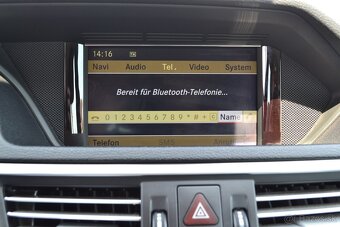 14:16
Navi Audio Tel. Video System
Bereit für Bluetooth-Telefonie...
0 1 2 3 4 5 6 7 8 9 * # + Name
Telefon SMS